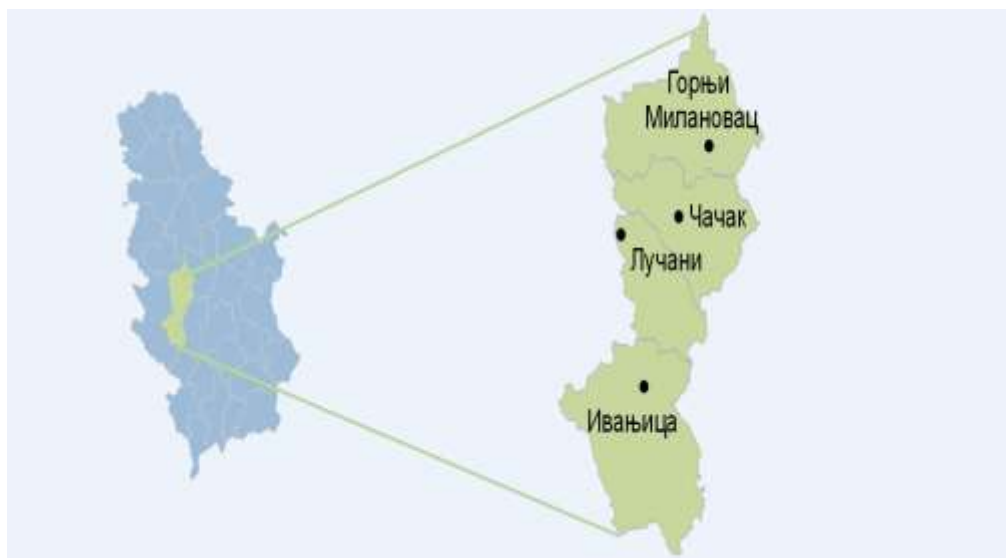 Горњи
Милановац
Чачак
Лучани
Ивањица